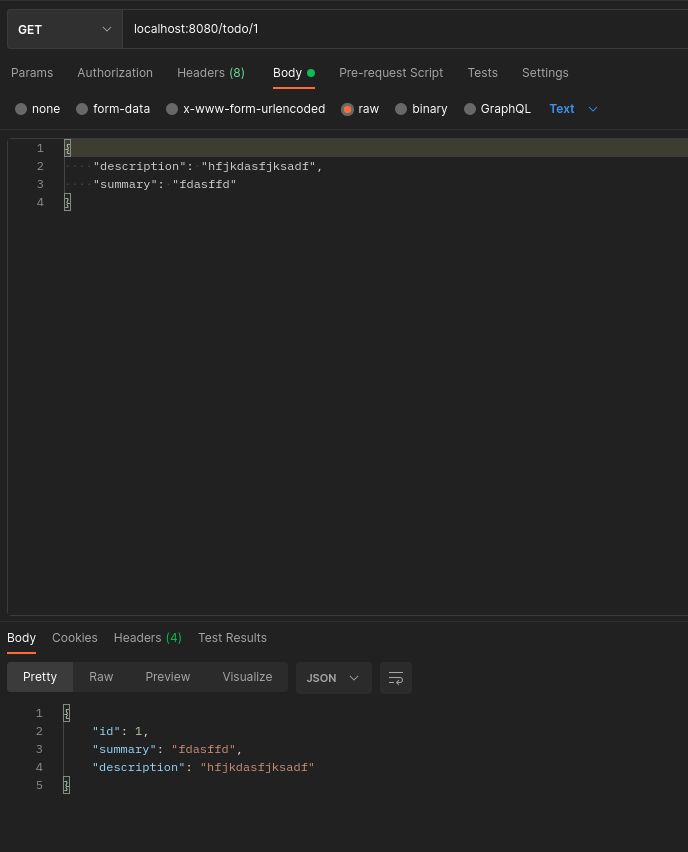 GET localhost:8080/todo/1
Params Authorization Headers (8) Body Pre-request Script Tests Settings
none form-data x-www-form-urlencoded raw binary GraphQL Text
1 {
2 ····"description":·"hfjkdasfjksadf",
3 ····"summary":·"fdasffd"
4 }
Body Cookies Headers (4) Test Results
Pretty Raw Preview Visualize JSON
1 {
2 "id": 1,
3 "summary": "fdasffd",
4 "description": "hfjkdasfjksadf"
5 }